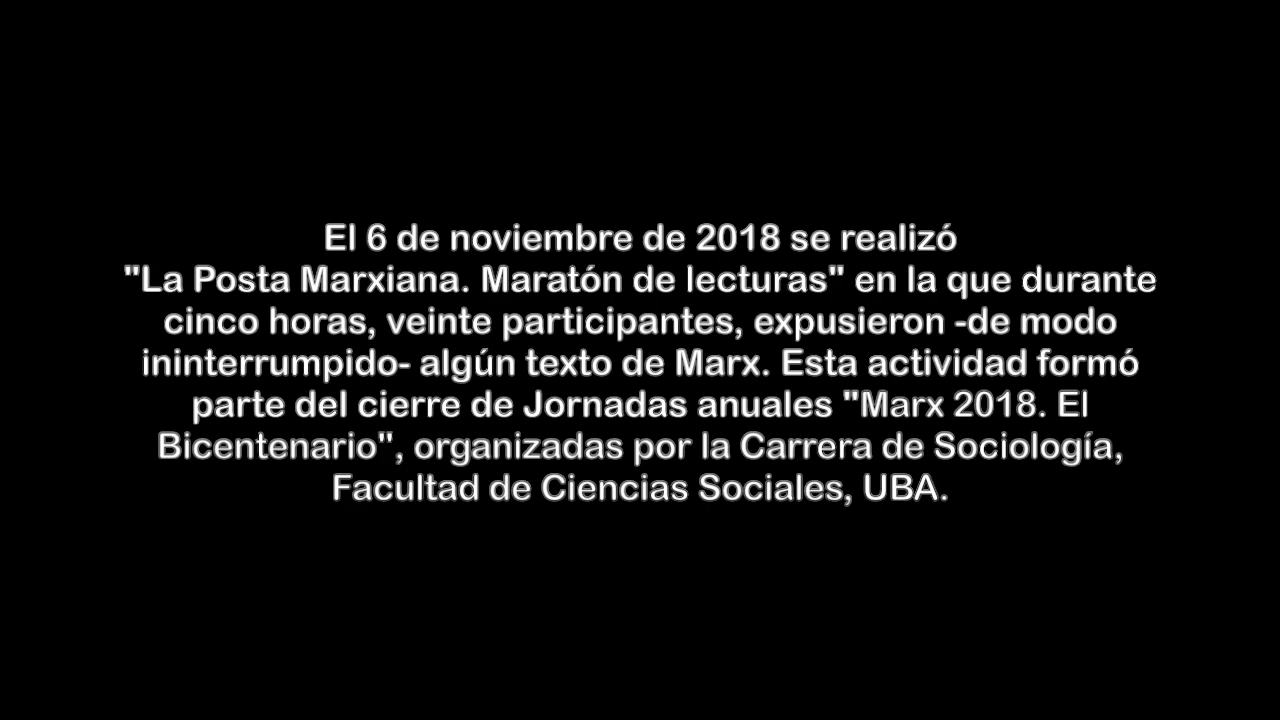 El 6 de noviembre de 2018 se realizó
"La Posta Marxiana. Maratón de lecturas" en la que durante
cinco horas, veinte participantes, expusieron -de modo
ininterrumpido- algún texto de Marx. Esta actividad formó
parte del cierre de Jornadas anuales "Marx 2018. El
Bicentenario", organizadas por la Carrera de Sociología,
Facultad de Ciencias Sociales, UBA.